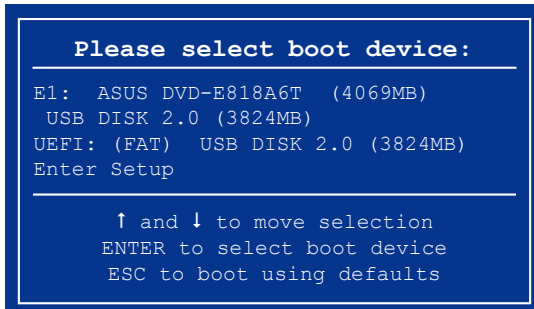 Please select boot device:
E1: ASUS DVD-E818A6T (4069MB)
USB DISK 2.0 (3824MB)
UEFI: (FAT) USB DISK 2.0 (3824MB)
Enter Setup
↑ and ↓ to move selection
ENTER to select boot device
ESC to boot using defaults